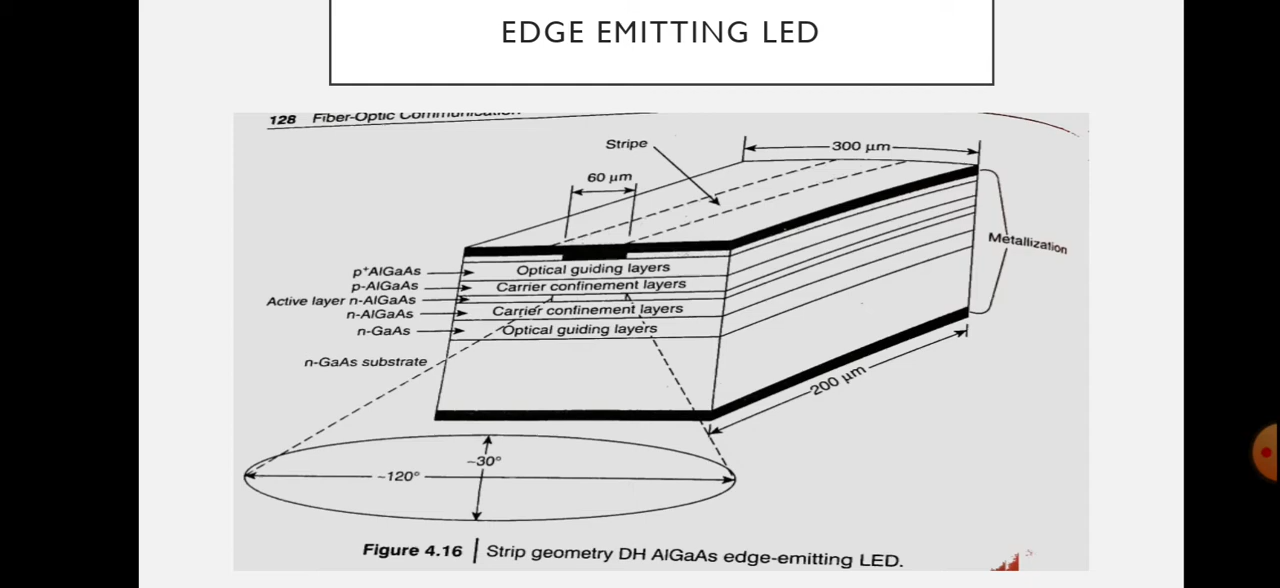 EDGE EMITTING LED
128 Fiber-Optic Communication
Stripe
300 μm
60 μm
Metallization
p⁺AlGaAs
Optical guiding layers
p-AlGaAs
Carrier confinement layers
Active layer n-AlGaAs
n-AlGaAs
Carrier confinement layers
n-GaAs
Optical guiding layers
n-GaAs substrate
200 μm
~30°
~120°
Figure 4.16 | Strip geometry DH AlGaAs edge-emitting LED.